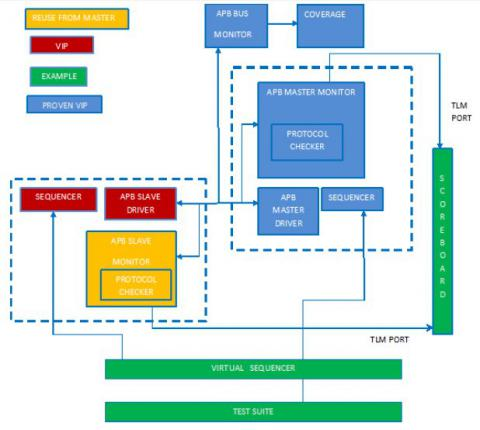 REUSE FROM MASTER
VIP
EXAMPLE
PROVEN VIP
APB BUS
MONITOR
COVERAGE
APB MASTER MONITOR
PROTOCOL
CHECKER
TLM
PORT
SEQUENCER
APB SLAVE
DRIVER
APB
MASTER
DRIVER
SEQUENCER
SCOREBOARD
APB SLAVE
MONITOR
PROTOCOL
CHECKER
TLM PORT
VIRTUAL SEQUENCER
TEST SUITE